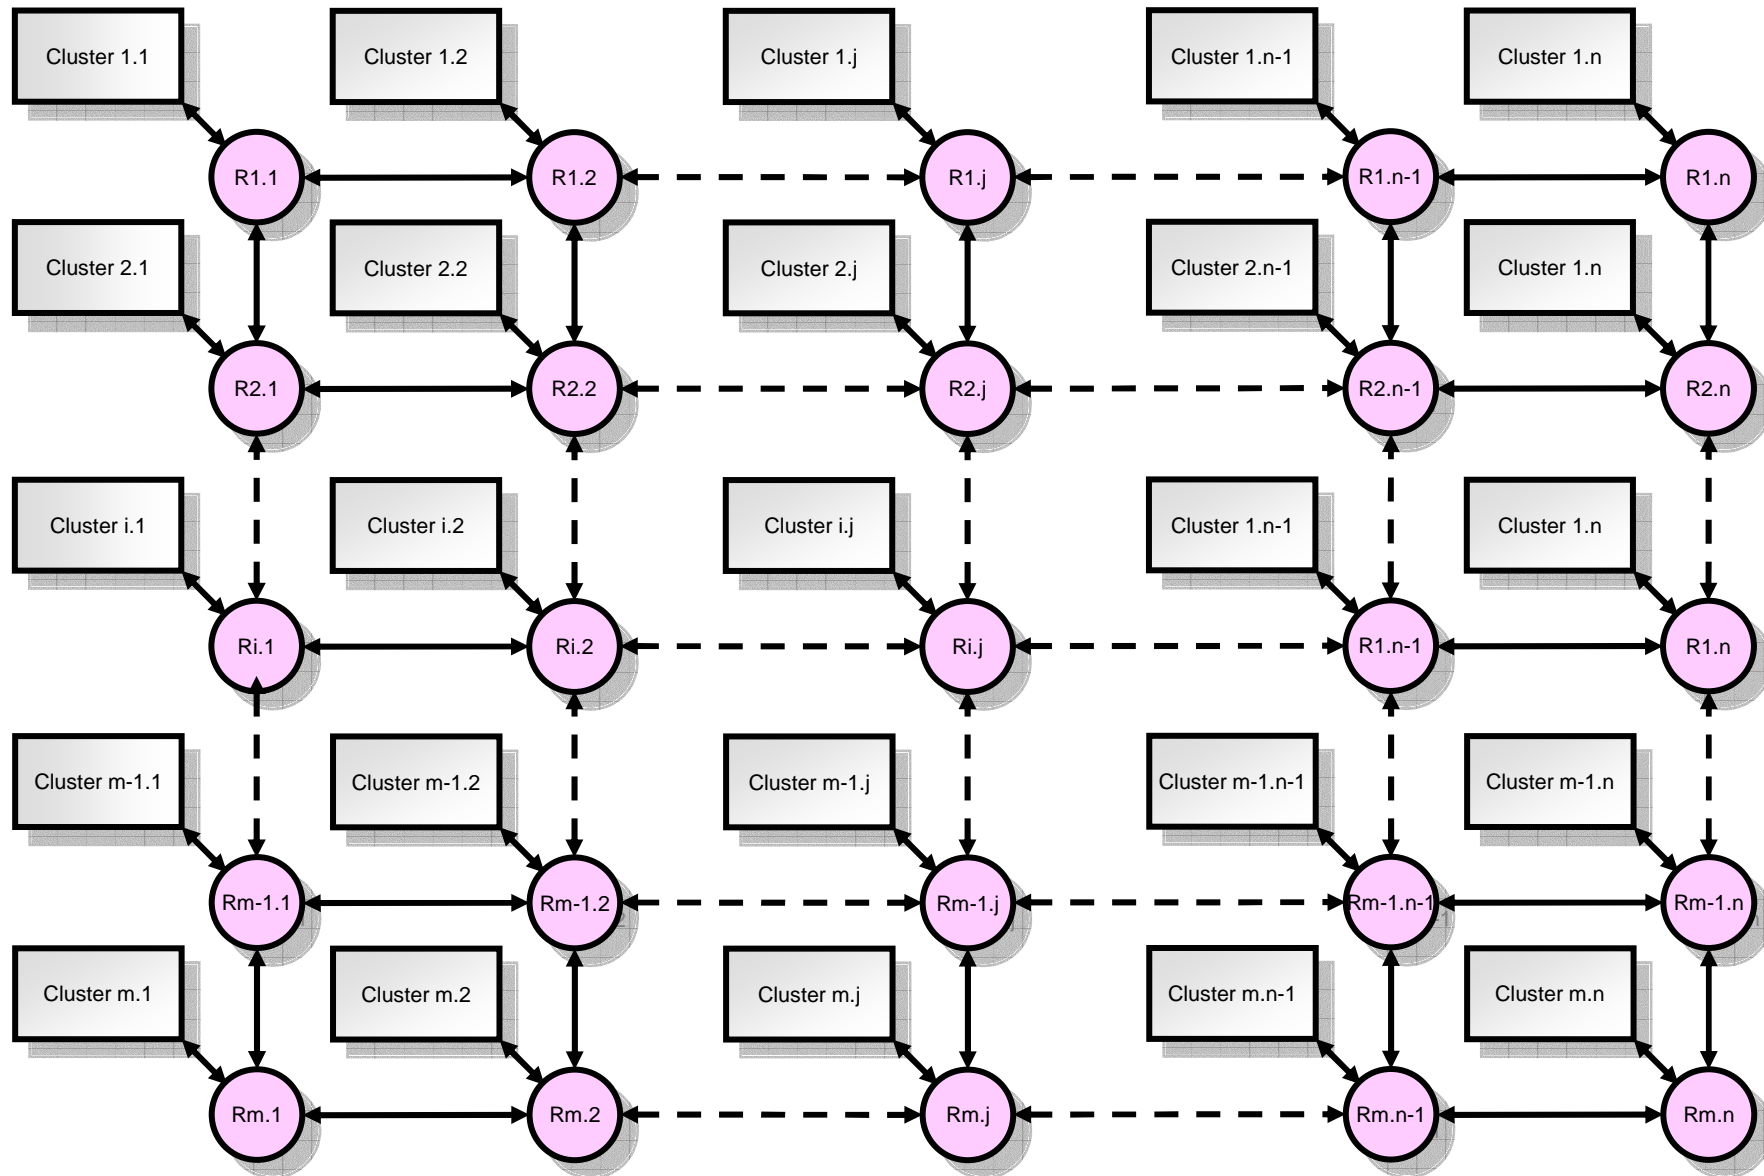 Cluster 1.1
Cluster 1.2
Cluster 1.j
Cluster 1.n-1
Cluster 1.n
R1.1
R1.2
R1.j
R1.n-1
R1.n
Cluster 2.1
Cluster 2.2
Cluster 2.j
Cluster 2.n-1
Cluster 1.n
R2.1
R2.2
R2.j
R2.n-1
R2.n
Cluster i.1
Cluster i.2
Cluster i.j
Cluster 1.n-1
Cluster 1.n
Ri.1
Ri.2
Ri.j
R1.n-1
R1.n
Cluster m-1.1
Cluster m-1.2
Cluster m-1.j
Cluster m-1.n-1
Cluster m-1.n
Rm-1.1
Rm-1.2
Rm-1.j
Rm-1.n-1
Rm-1.n
Cluster m.1
Cluster m.2
Cluster m.j
Cluster m.n-1
Cluster m.n
Rm.1
Rm.2
Rm.j
Rm.n-1
Rm.n